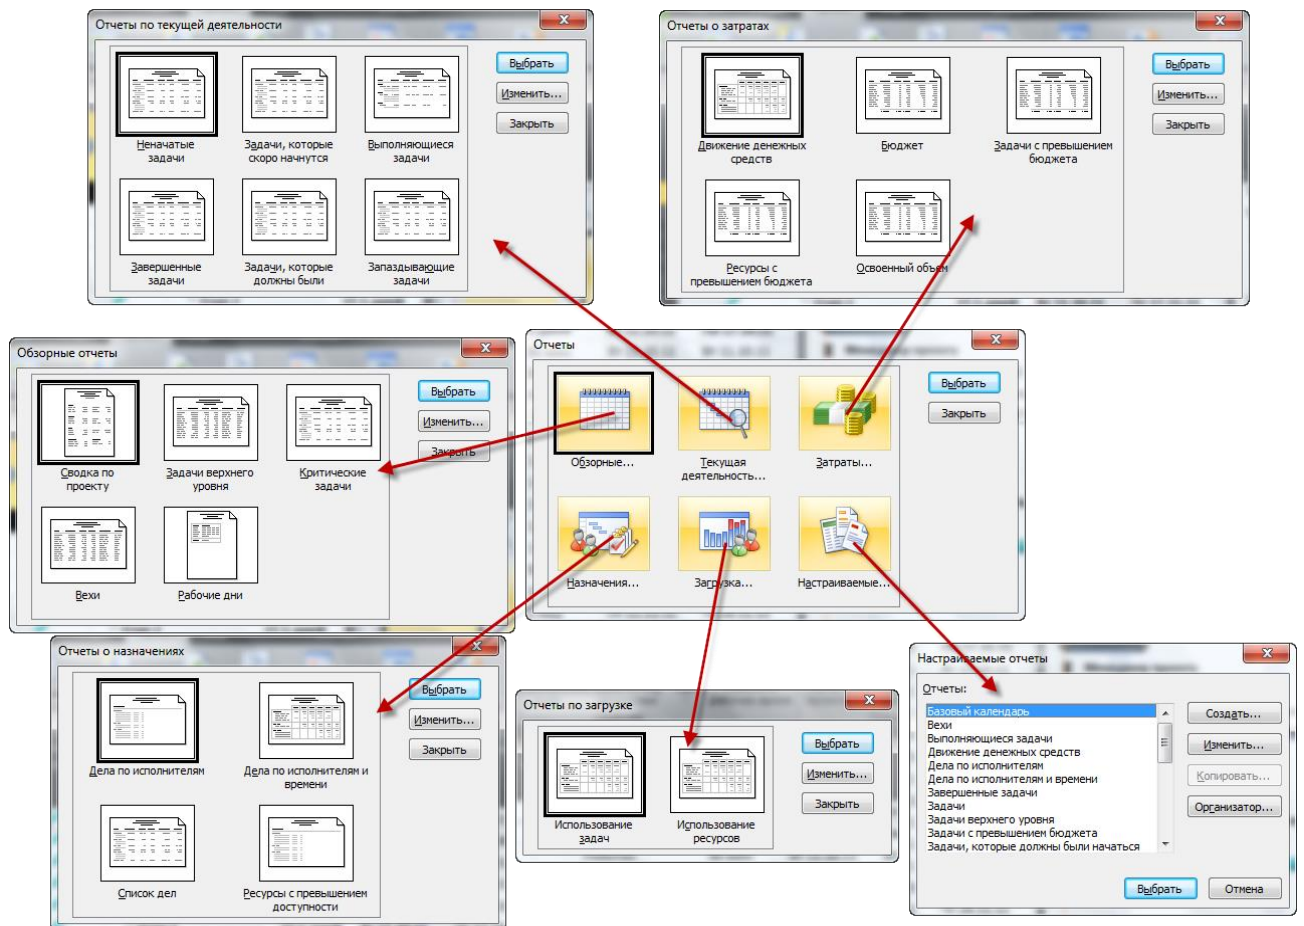 Отчеты по текущей деятельности
Выбрать
Изменить...
Закрыть
Неначатые
задачи
Задачи, которые
скоро начнутся
Выполняющиеся
задачи
Завершенные
задачи
Задачи, которые
должны были
Запаздывающие
задачи
Отчеты о затратах
Выбрать
Изменить...
Закрыть
Движение денежных
средств
Бюджет
Задачи с превышением
бюджета
Ресурсы с
превышением бюджета
Освоенный объем
Обзорные отчеты
Выбрать
Изменить...
Закрыть
Сводка по
проекту
Задачи верхнего
уровня
Критические
задачи
Вехи
Рабочие дни
Отчеты
Выбрать
Закрыть
Обзорные...
Текущая
деятельность...
Затраты...
Назначения...
Загрузка...
Настраиваемые...
Отчеты о назначениях
Выбрать
Изменить...
Закрыть
Дела по исполнителям
Дела по исполнителям и
времени
Список дел
Ресурсы с превышением
доступности
Отчеты по загрузке
Выбрать
Изменить...
Закрыть
Использование
задач
Использование
ресурсов
Настраиваемые отчеты
Отчеты:
Базовый календарь
Вехи
Выполняющиеся задачи
Движение денежных средств
Дела по исполнителям
Дела по исполнителям и времени
Завершенные задачи
Задачи
Задачи верхнего уровня
Задачи с превышением бюджета
Задачи, которые должны были начаться
Создать...
Изменить...
Копировать...
Организатор...
Выбрать
Отмена